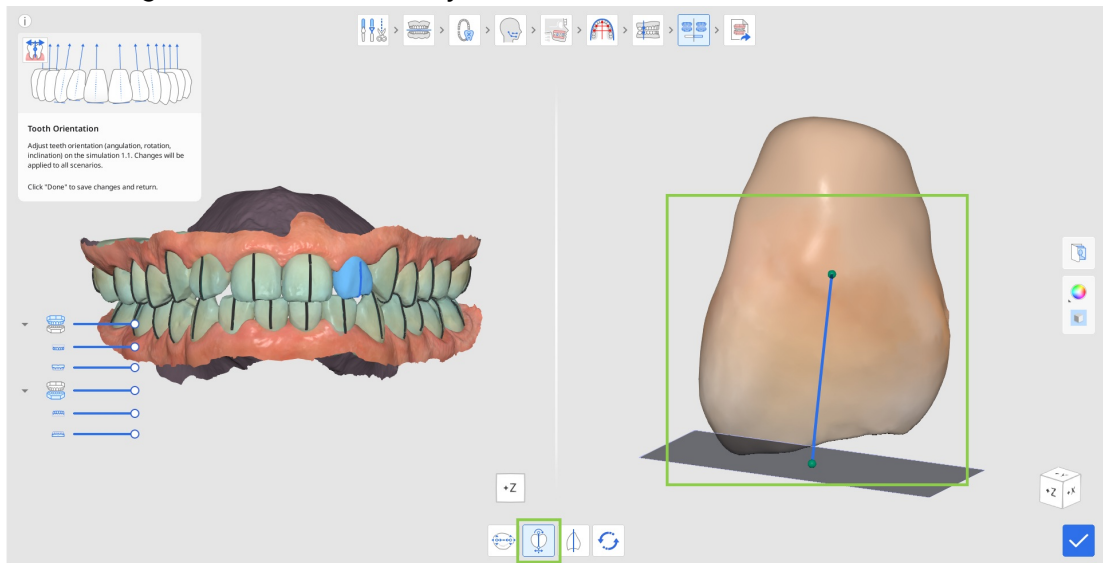 Tooth Orientation
Adjust teeth orientation (angulation, rotation,
inclination) on the simulation 1.1. Changes will be
applied to all scenarios.
Click "Done" to save changes and return.
+Z
+Z +X